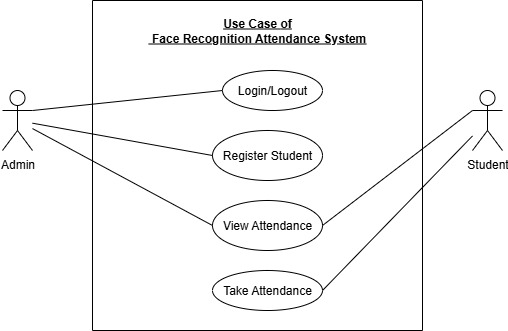 Use Case of
Face Recognition Attendance System
Login/Logout
Admin
Student
Register Student
View Attendance
Take Attendance